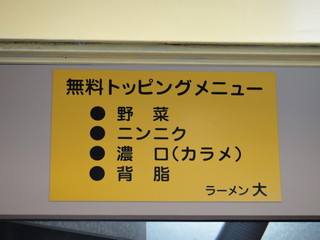 無料トッピングメニュー
● 野　菜
● ニンニク
● 濃　口(カラメ)
● 背　脂
ラーメン 大